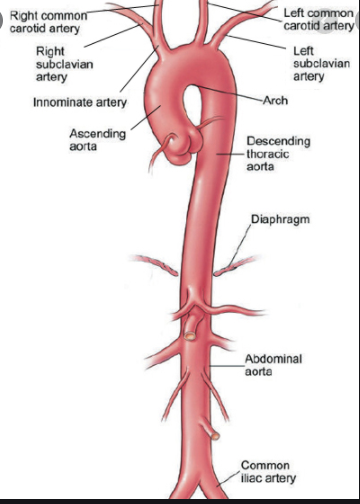 Right common
carotid artery
Left common
carotid artery
Right
subclavian
artery
Left
subclavian
artery
Innominate artery
Arch
Ascending
aorta
Descending
thoracic
aorta
Diaphragm
Abdominal
aorta
Common
iliac artery